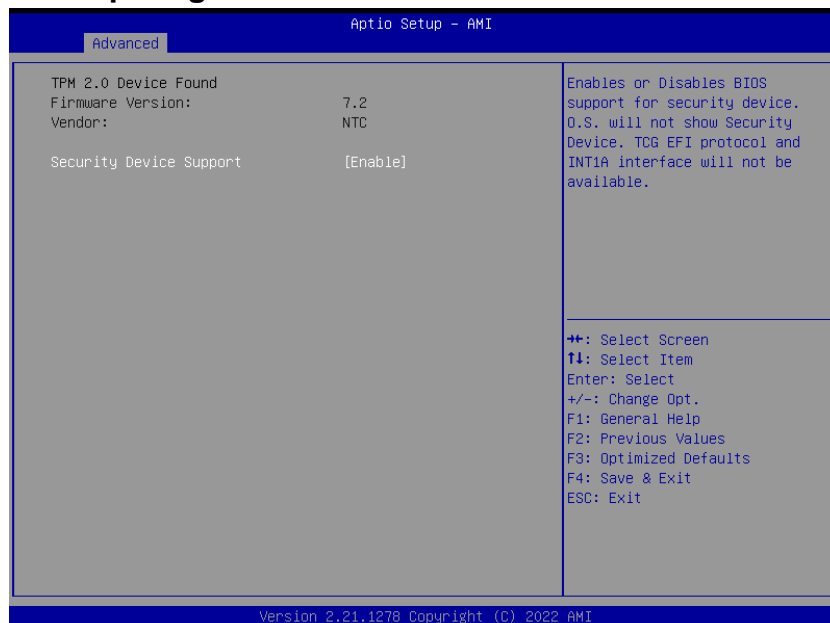 Aptio Setup - AMI
Advanced
TPM 2.0 Device Found
Firmware Version: 7.2
Vendor: NTC
Security Device Support [Enable]
Enables or Disables BIOS
support for security device.
O.S. will not show Security
Device. TCG EFI protocol and
INT1A interface will not be
available.
→←: Select Screen
↑↓: Select Item
Enter: Select
+/-: Change Opt.
F1: General Help
F2: Previous Values
F3: Optimized Defaults
F4: Save & Exit
ESC: Exit
Version 2.21.1278 Copyright (C) 2022 AMI